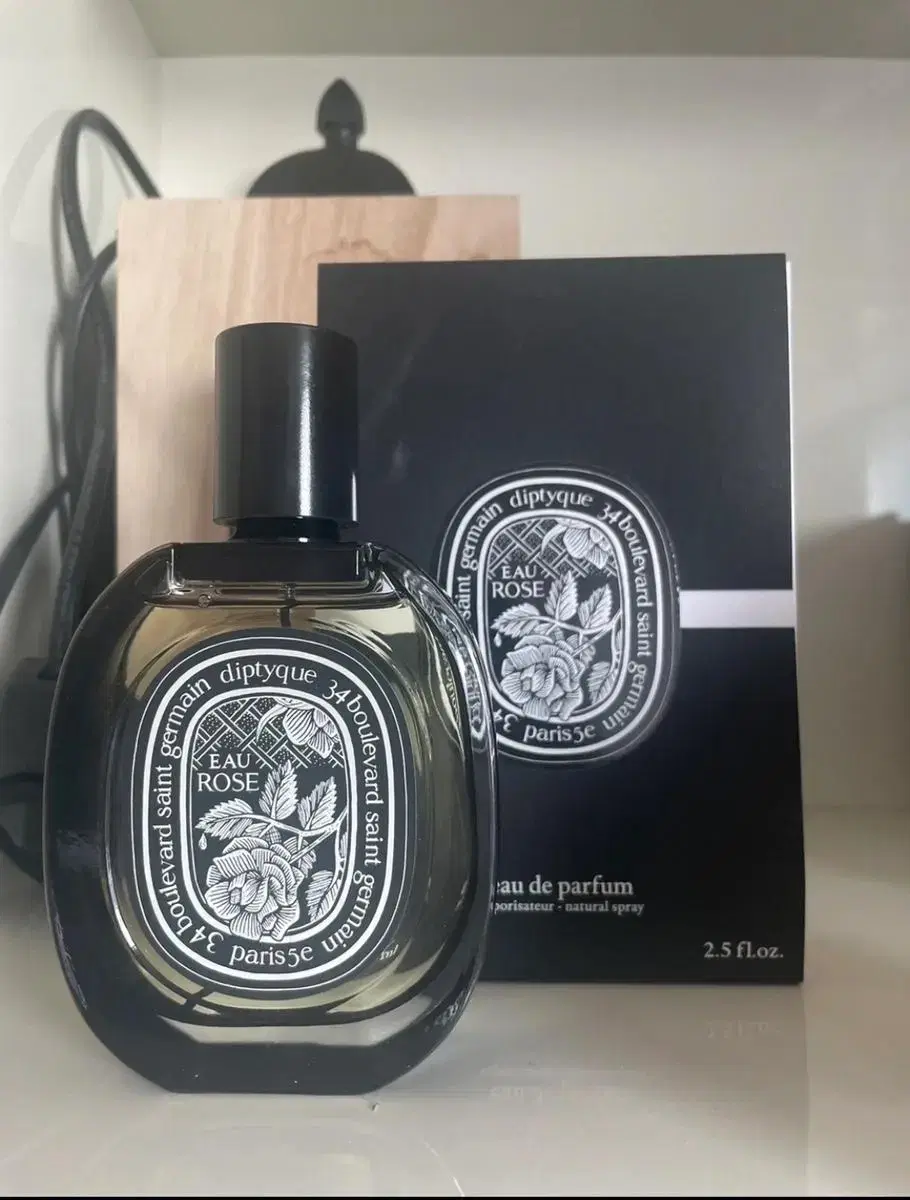 diptyque 34 boulevard saint germain paris 5e
34 boulevard saint germain
EAU
ROSE
diptyque 34 boulevard saint germain
saint germain
EAU
ROSE
34
paris 5e
eau de parfum
natural spray
2.5 fl.oz.